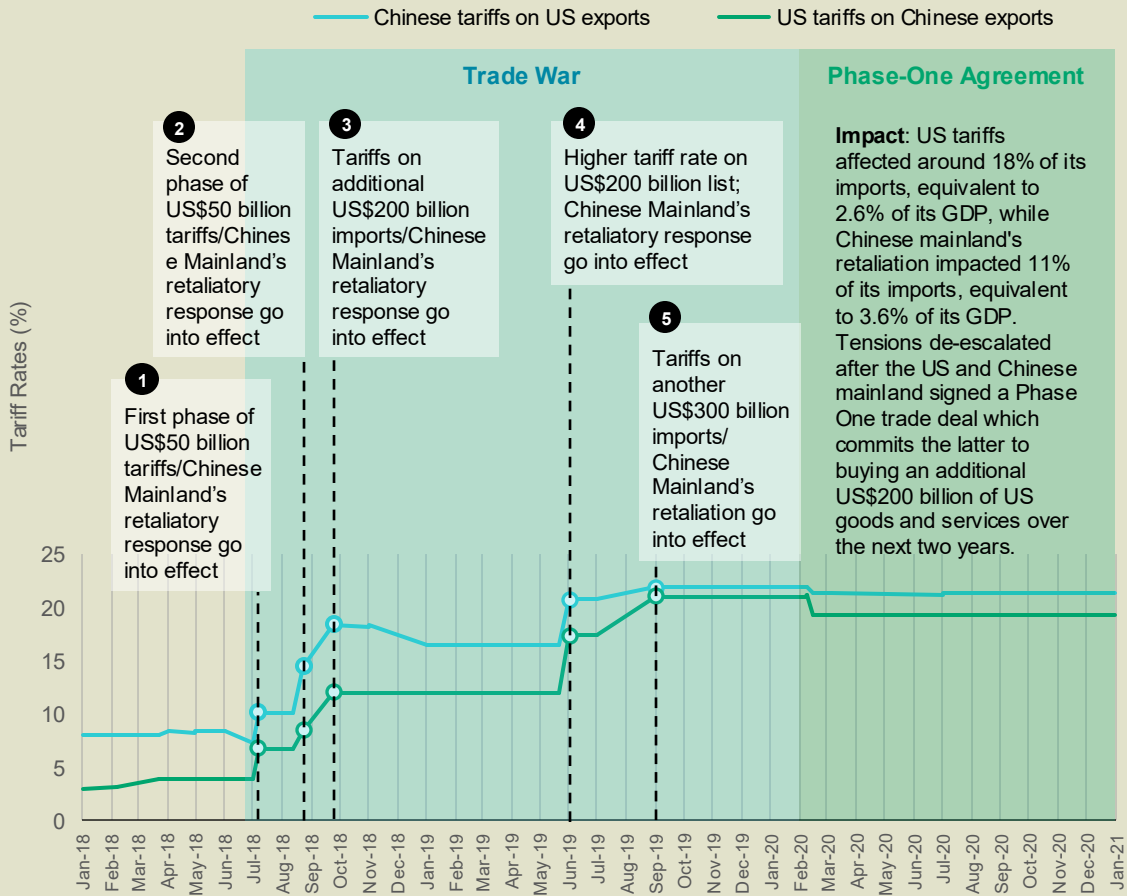 Chinese tariffs on US exports
US tariffs on Chinese exports
Trade War
Phase-One Agreement
2
Second
phase of
US$50 billion
tariffs/Chines
e Mainland's
retaliatory
response go
into effect
3
Tariffs on
additional
US$200 billion
imports/Chinese
Mainland's
retaliatory
response go
into effect
4
Higher tariff rate on
US$200 billion list;
Chinese Mainland's
retaliatory response
go into effect
Impact: US tariffs
affected around 18% of its
imports, equivalent to
2.6% of its GDP, while
Chinese mainland's
retaliation impacted 11%
of its imports, equivalent
to 3.6% of its GDP.
Tensions de-escalated
after the US and Chinese
mainland signed a Phase
One trade deal which
commits the latter to
buying an additional
US$200 billion of US
goods and services over
the next two years.
1
First phase of
US$50 billion
tariffs/Chinese
Mainland's
retaliatory
response go
into effect
5
Tariffs on
another
US$300 billion
imports/
Chinese
Mainland's
retaliation go
into effect
Tariff Rates (%)
25
20
15
10
5
0
Jan-18
Feb-18
Mar-18
Apr-18
May-18
Jun-18
Jul-18
Aug-18
Sep-18
Oct-18
Nov-18
Dec-18
Jan-19
Feb-19
Mar-19
Apr-19
May-19
Jun-19
Jul-19
Aug-19
Sep-19
Oct-19
Nov-19
Dec-19
Jan-20
Feb-20
Mar-20
Apr-20
May-20
Jun-20
Jul-20
Aug-20
Sep-20
Oct-20
Nov-20
Dec-20
Jan-21